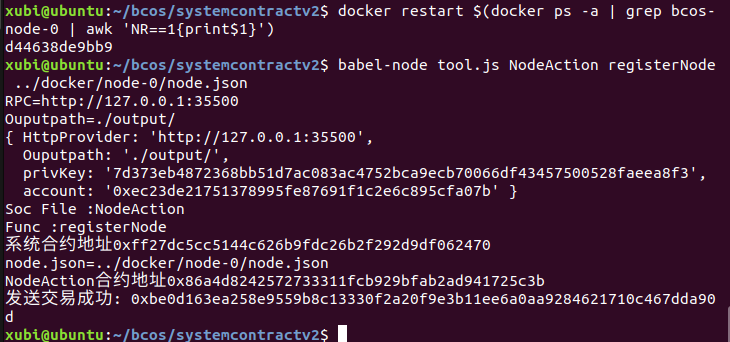 xubi@ubuntu:~/bcos/systemcontractv2$ docker restart $(docker ps -a | grep bcos-
node-0 | awk 'NR==1{print$1}')
d44638de9bb9
xubi@ubuntu:~/bcos/systemcontractv2$ babel-node tool.js NodeAction registerNode
 ../docker/node-0/node.json
RPC=http://127.0.0.1:35500
Ouputpath=./output/
{ HttpProvider: 'http://127.0.0.1:35500',
  Ouputpath: './output/',
  privKey: '7d373eb4872368bb51d7ac083ac4752bca9ecb70066df43457500528faeea8f3',
  account: '0xec23de21751378995fe87691f1c2e6c895cfa07b' }
Soc File :NodeAction
Func :registerNode
系统合约地址0xff27dc5cc5144c626b9fdc26b2f292d9df062470
node.json=../docker/node-0/node.json
NodeAction合约地址0x86a4d8242572733311fcb929bfab2ad941725c3b
发送交易成功: 0xbe0d163ea258e9559b8c13330f2a20f9e3b11ee6a0aa9284621710c467dda90
d
xubi@ubuntu:~/bcos/systemcontractv2$